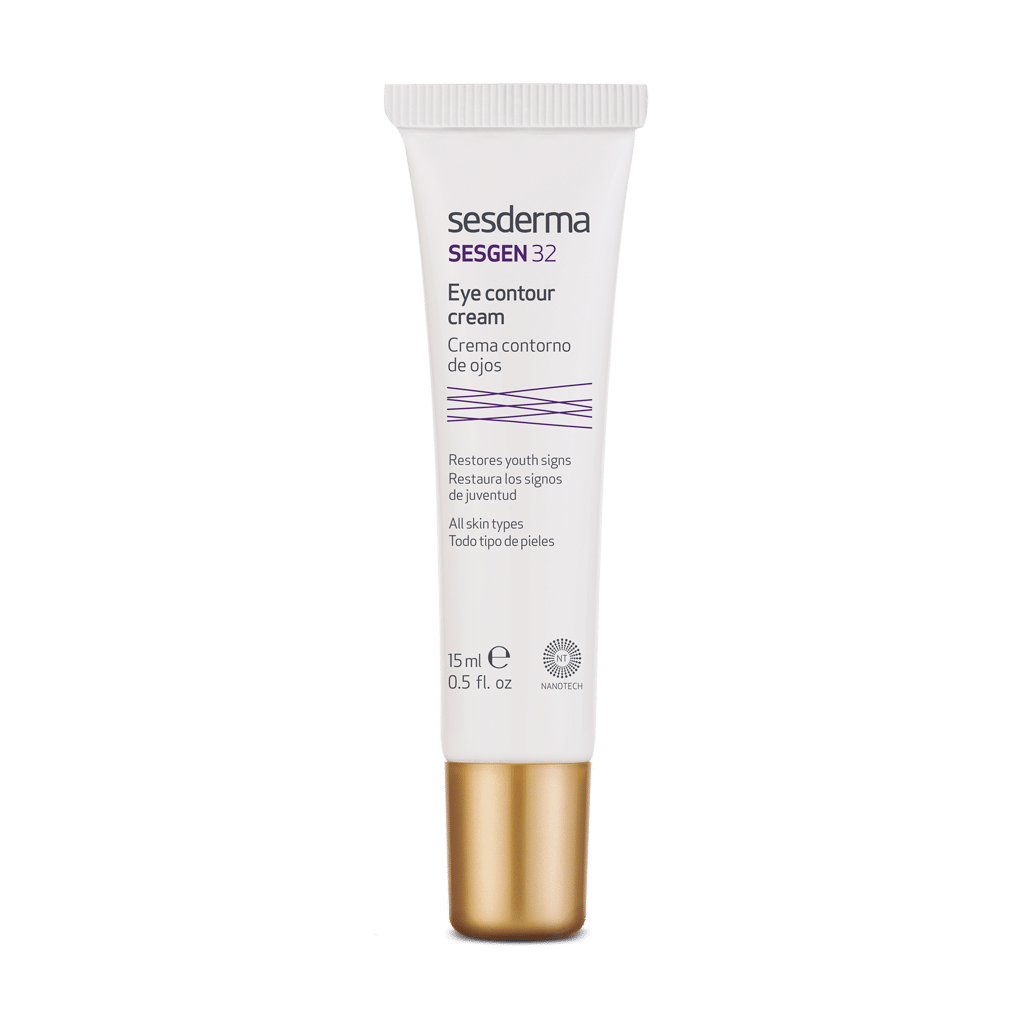 sesderma
SESGEN 32
Eye contour
cream
Crema contorno
de ojos
Restores youth signs
Restaura los signos
de juventud
All skin types
Todo tipo de pieles
15 ml ℮
0.5 fl. oz
NT
NANOTECH